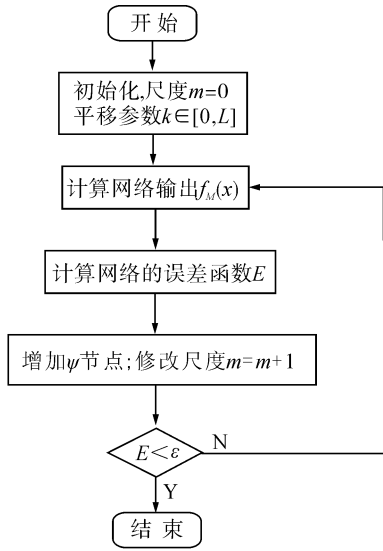 开 始
初始化,尺度m=0
平移参数k∈[0,L]
计算网络输出f_M(x)
计算网络的误差函数E
增加ψ节点;修改尺度m=m+1
E<ε
N
Y
结 束